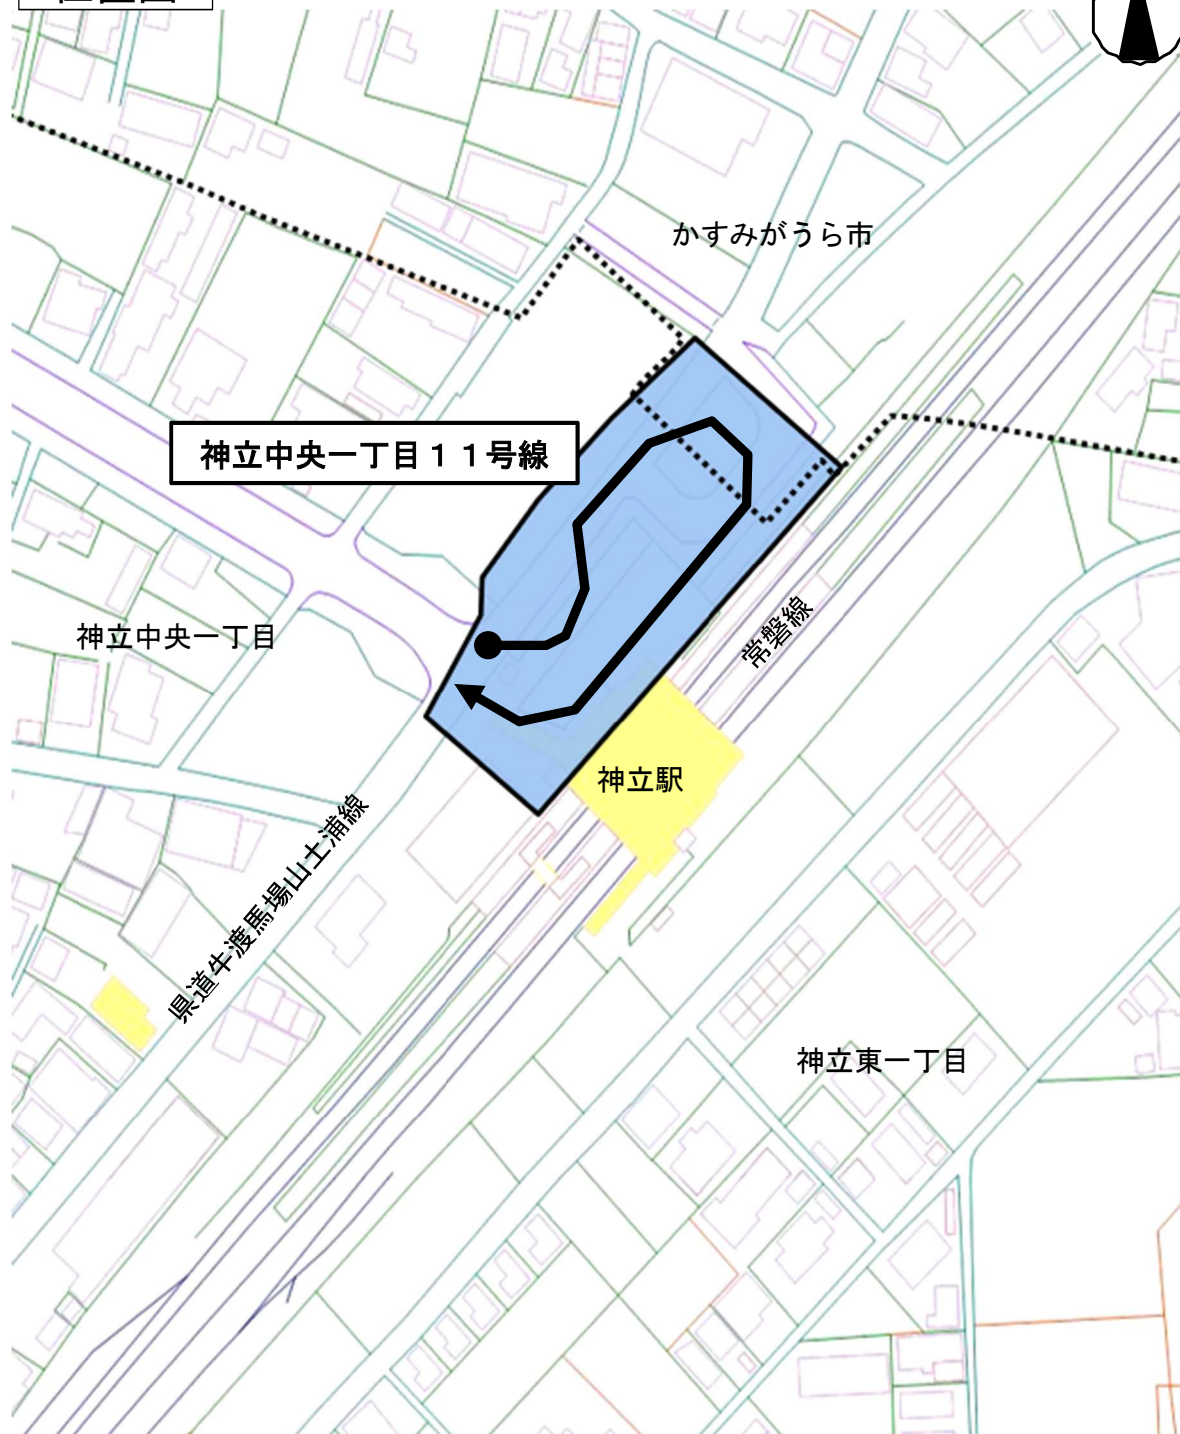 かすみがうら市
神立中央一丁目１１号線
神立中央一丁目
常磐線
神立駅
県道牛渡馬場山土浦線
神立東一丁目